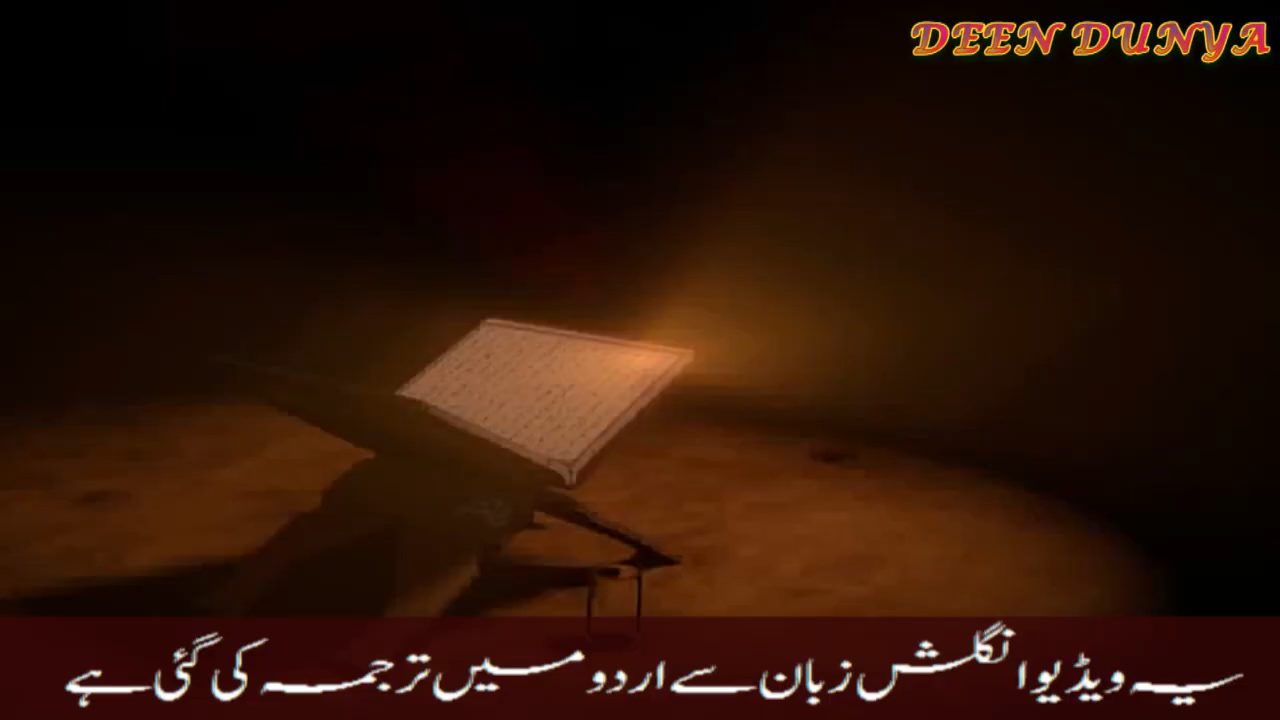 DEEN DUNYA
یہ ویڈیو انگلش زبان سے اردو میں ترجمہ کی گئی ہے